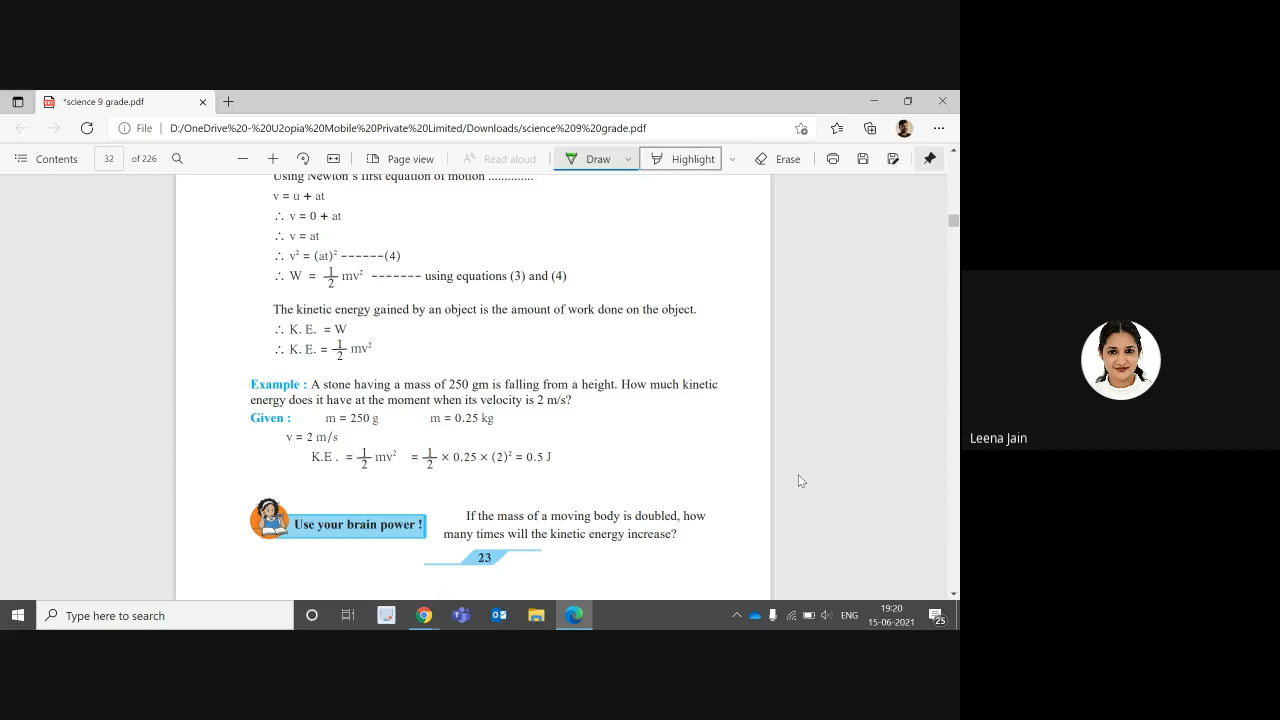 *science 9 grade.pdf
File D:/OneDrive%20-%20U2opia%20Mobile%20Private%20Limited/Downloads/science%209%20grade.pdf
Contents 32 of 226 Page view Read aloud Draw Highlight Erase
Using Newton's first equation of motion ..............
v = u + at
∴ v = 0 + at
∴ v = at
∴ v² = (at)² ------(4)
∴ W = 1/2 mv² ------- using equations (3) and (4)
The kinetic energy gained by an object is the amount of work done on the object.
∴ K. E. = W
∴ K. E. = 1/2 mv²
Example : A stone having a mass of 250 gm is falling from a height. How much kinetic
energy does it have at the moment when its velocity is 2 m/s?
Given : m = 250 g m = 0.25 kg
v = 2 m/s
K.E . = 1/2 mv² = 1/2 × 0.25 × (2)² = 0.5 J
Use your brain power !
If the mass of a moving body is doubled, how
many times will the kinetic energy increase?
23
Type here to search
ENG
19:20
15-06-2021
25
Leena Jain